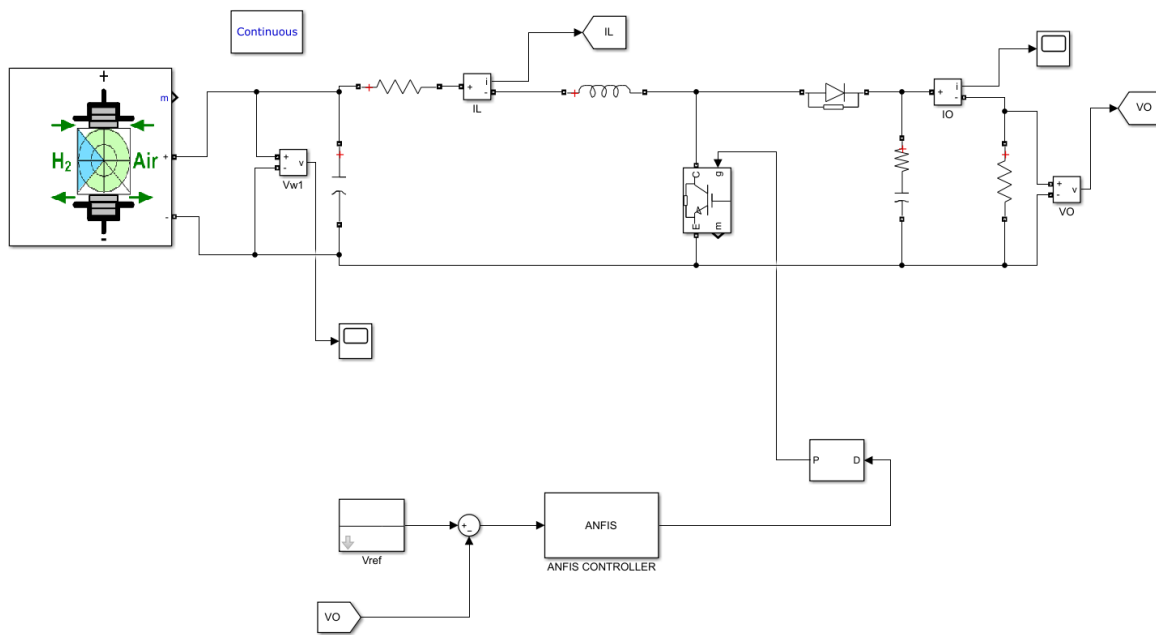 Continuous
IL
+
m
H₂ Air
+
-
-
+ v
-
Vw1
+
+
+ i
-
IL
+
C g
E m
+
+ i
-
IO
+
+ v
-
VO
VO
P D
Vref
+
-
ANFIS
ANFIS CONTROLLER
VO